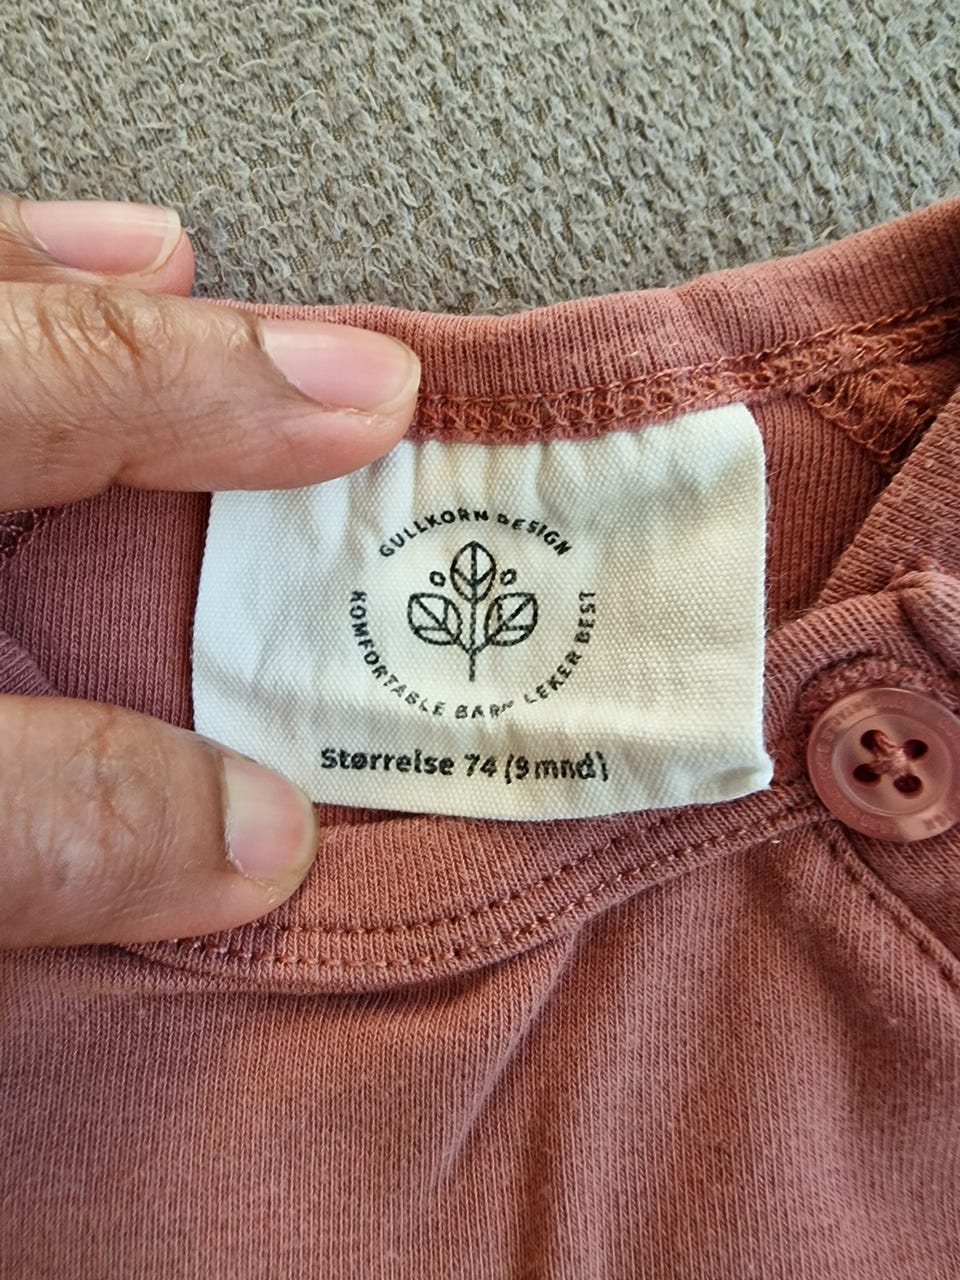 GULLKORN DESIGN
KOMFORTABLE BARN LEKER BEST
Størrelse 74 (9 mnd)